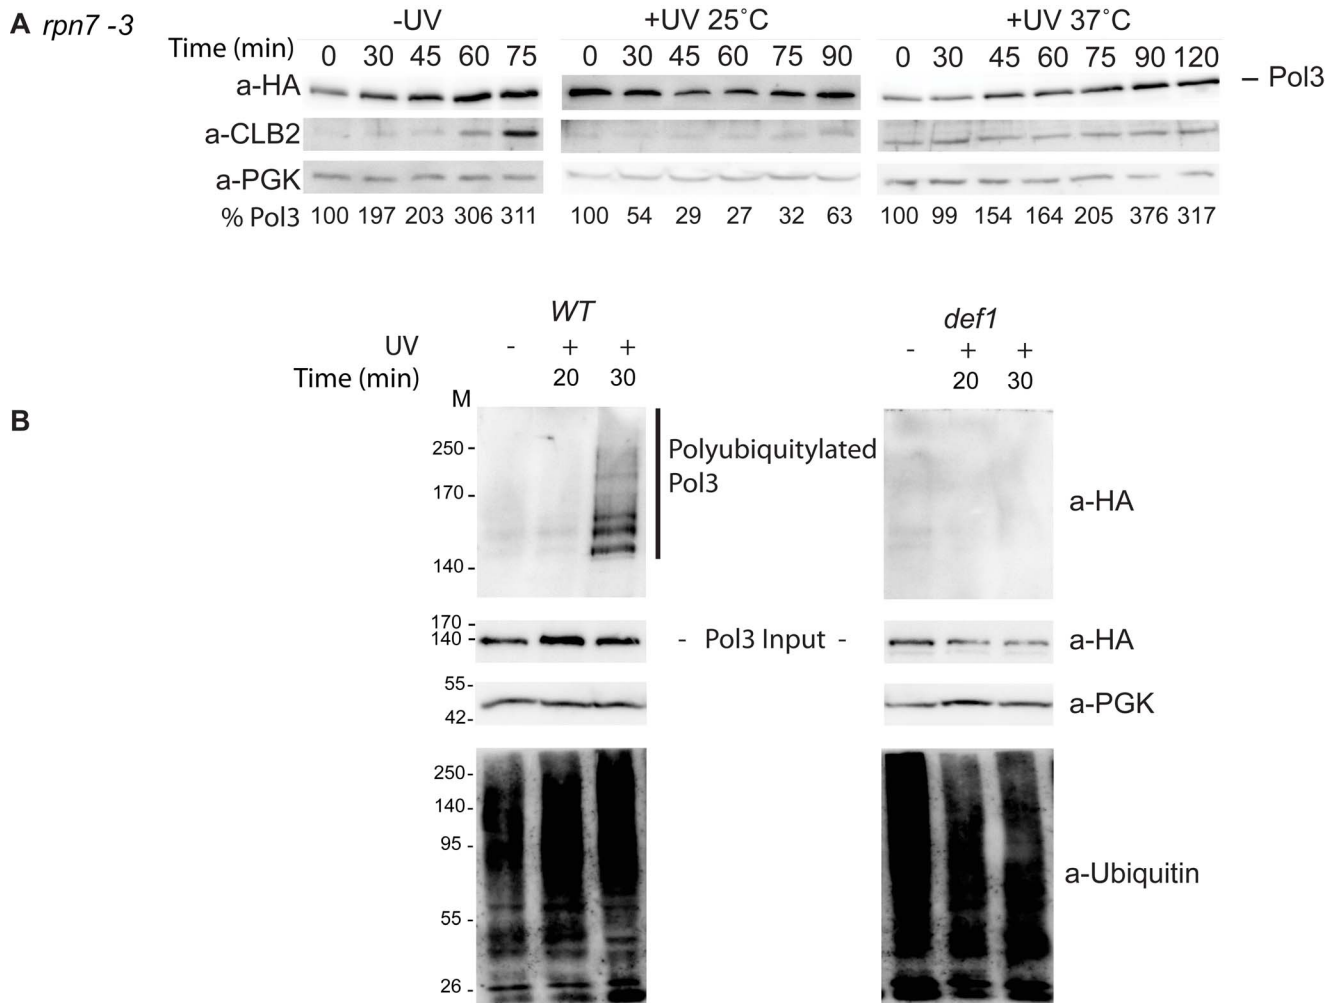 A rpn7 -3
-UV +UV 25˚C +UV 37˚C
Time (min) 0 30 45 60 75 0 30 45 60 75 90 0 30 45 60 75 90 120
a-HA – Pol3
a-CLB2
a-PGK
% Pol3 100 197 203 306 311 100 54 29 27 32 63 100 99 154 164 205 376 317
B
WT def1
UV - + + - + +
Time (min) 20 30 20 30
M
250 -
170 -
140 -
Polyubiquitylated
Pol3
a-HA
170 -
140 -
- Pol3 Input -
a-HA
55-
42-
a-PGK
250-
140-
95 -
55 -
26 -
a-Ubiquitin